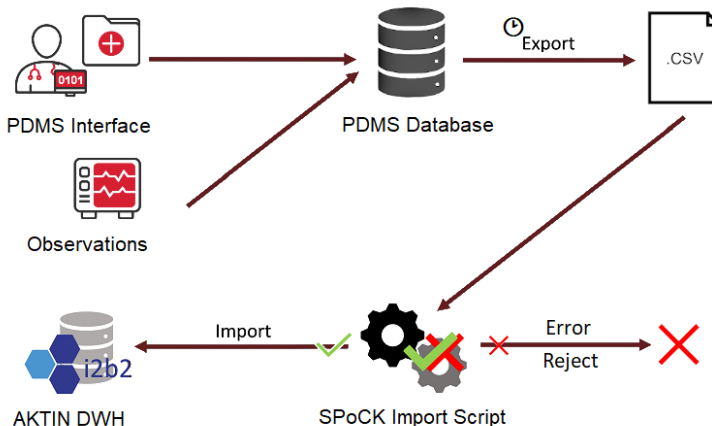 0101
PDMS Interface
PDMS Database
Export
.CSV
Observations
Import
Error
Reject
i2b2
AKTIN DWH
SPoCK Import Script